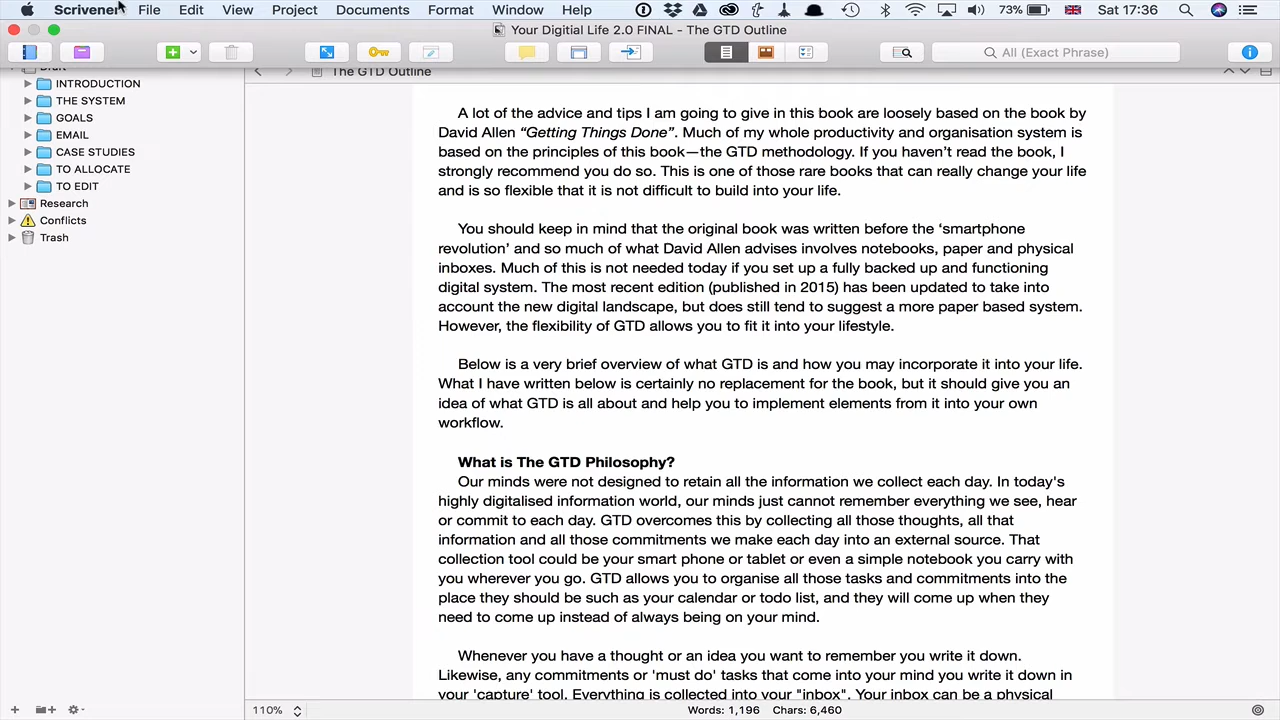 Scrivener File Edit View Project Documents Format Window Help 73% Sat 17:36
Your Digital Life 2.0 FINAL - The GTD Outline
All (Exact Phrase)
The GTD Outline
INTRODUCTION
THE SYSTEM
GOALS
EMAIL
CASE STUDIES
TO ALLOCATE
TO EDIT
Research
Conflicts
Trash
A lot of the advice and tips I am going to give in this book are loosely based on the book by
David Allen “Getting Things Done”. Much of my whole productivity and organisation system is
based on the principles of this book—the GTD methodology. If you haven’t read the book, I
strongly recommend you do so. This is one of those rare books that can really change your life
and is so flexible that it is not difficult to build into your life.
You should keep in mind that the original book was written before the ‘smartphone
revolution’ and so much of what David Allen advises involves notebooks, paper and physical
inboxes. Much of this is not needed today if you set up a fully backed up and functioning
digital system. The most recent edition (published in 2015) has been updated to take into
account the new digital landscape, but does still tend to suggest a more paper based system.
However, the flexibility of GTD allows you to fit it into your lifestyle.
Below is a very brief overview of what GTD is and how you may incorporate it into your life.
What I have written below is certainly no replacement for the book, but it should give you an
idea of what GTD is all about and help you to implement elements from it into your own
workflow.
What is The GTD Philosophy?
Our minds were not designed to retain all the information we collect each day. In today's
highly digitalised information world, our minds just cannot remember everything we see, hear
or commit to each day. GTD overcomes this by collecting all those thoughts, all that
information and all those commitments we make each day into an external source. That
collection tool could be your smart phone or tablet or even a simple notebook you carry with
you wherever you go. GTD allows you to organise all those tasks and commitments into the
place they should be such as your calendar or todo list, and they will come up when they
need to come up instead of always being on your mind.
Whenever you have a thought or an idea you want to remember you write it down.
Likewise, any commitments or 'must do' tasks that come into your mind you write it down in
your 'capture' tool. Everything is collected into your "inbox". Your inbox can be a physical
110% Words: 1,196 Chars: 6,460